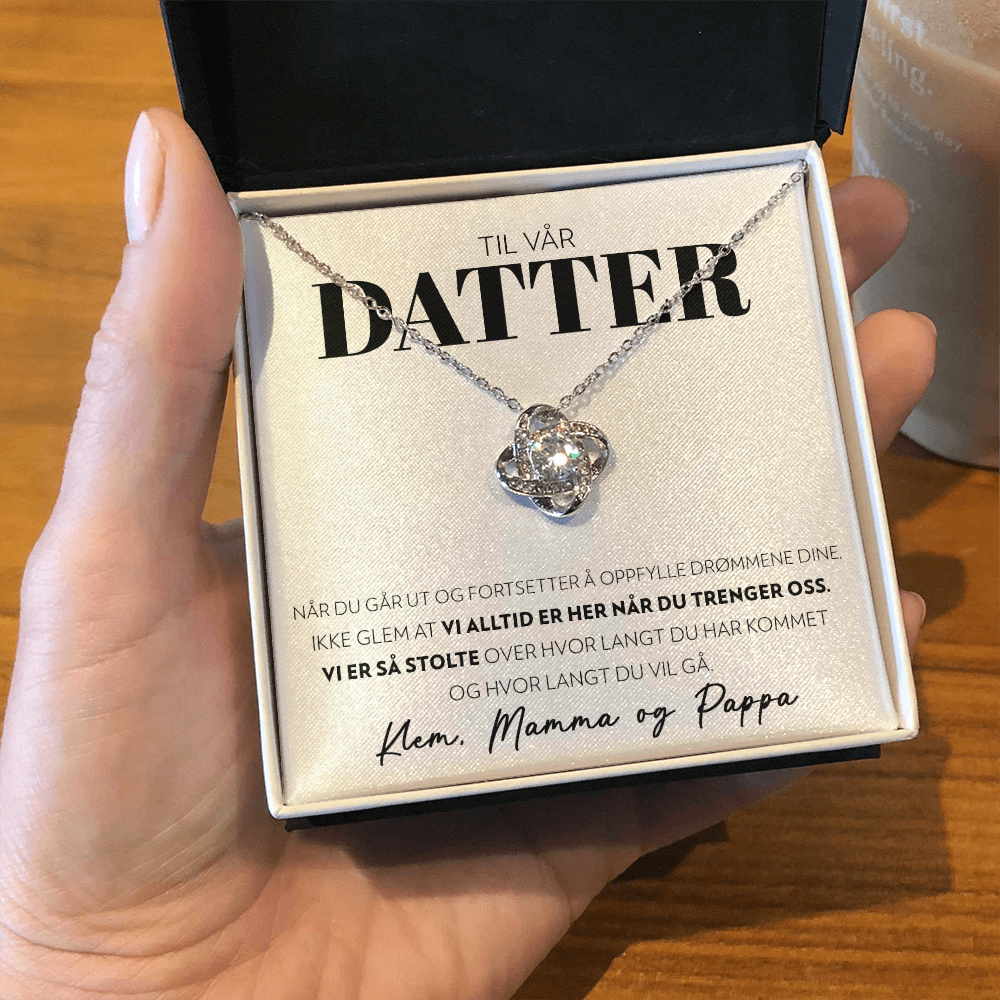 TIL VÅR
DATTER
NÅR DU GÅR UT OG FORTSETTER Å OPPFYLLE DRØMMENE DINE,
IKKE GLEM AT VI ALLTID ER HER NÅR DU TRENGER OSS.
VI ER SÅ STOLTE OVER HVOR LANGT DU HAR KOMMET
OG HVOR LANGT DU VIL GÅ.
Klem, Mamma og Pappa
first